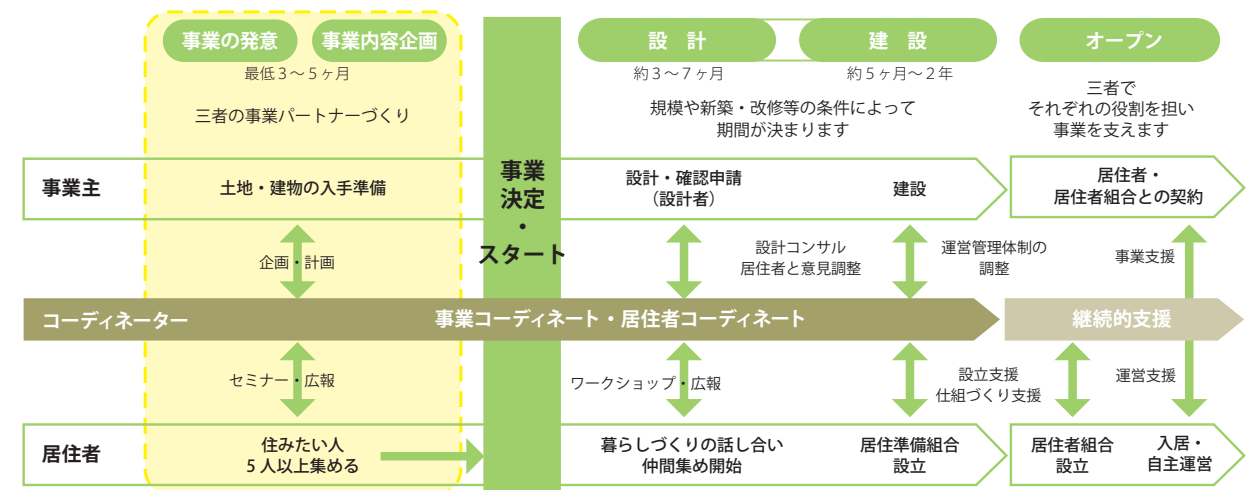 事業の発意
事業内容企画
設 計
建 設
オープン
最低3～5ヶ月
約3～7ヶ月
約5ヶ月～2年
三者の事業パートナーづくり
規模や新築・改修等の条件によって
期間が決まります
三者で
それぞれの役割を担い
事業を支えます
事業主
土地・建物の入手準備
事業
決定
・
スタート
設計・確認申請
（設計者）
建設
居住者・
居住者組合との契約
企画・計画
設計コンサル
居住者と意見調整
運営管理体制の
調整
事業支援
コーディネーター
事業コーディネート・居住者コーディネート
継続的支援
セミナー・広報
ワークショップ・広報
設立支援
仕組づくり支援
運営支援
居住者
住みたい人
5人以上集める
暮らしづくりの話し合い
仲間集め開始
居住準備組合
設立
居住者組合
設立
入居・
自主運営